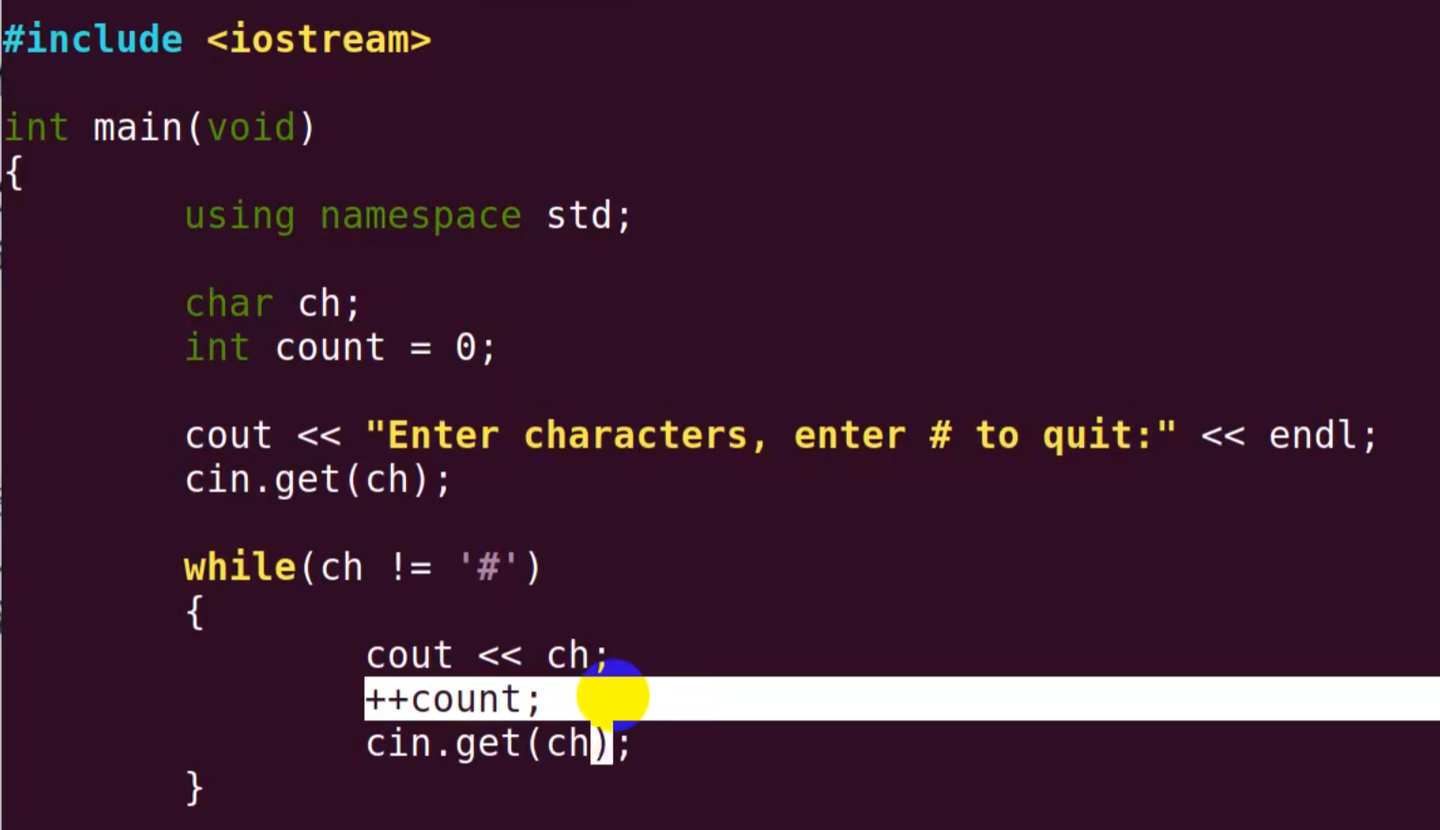 #include <iostream>
int main(void)
{
using namespace std;
char ch;
int count = 0;
cout << "Enter characters, enter # to quit:" << endl;
cin.get(ch);
while(ch != '#')
{
cout << ch;
++count;
cin.get(ch);
}